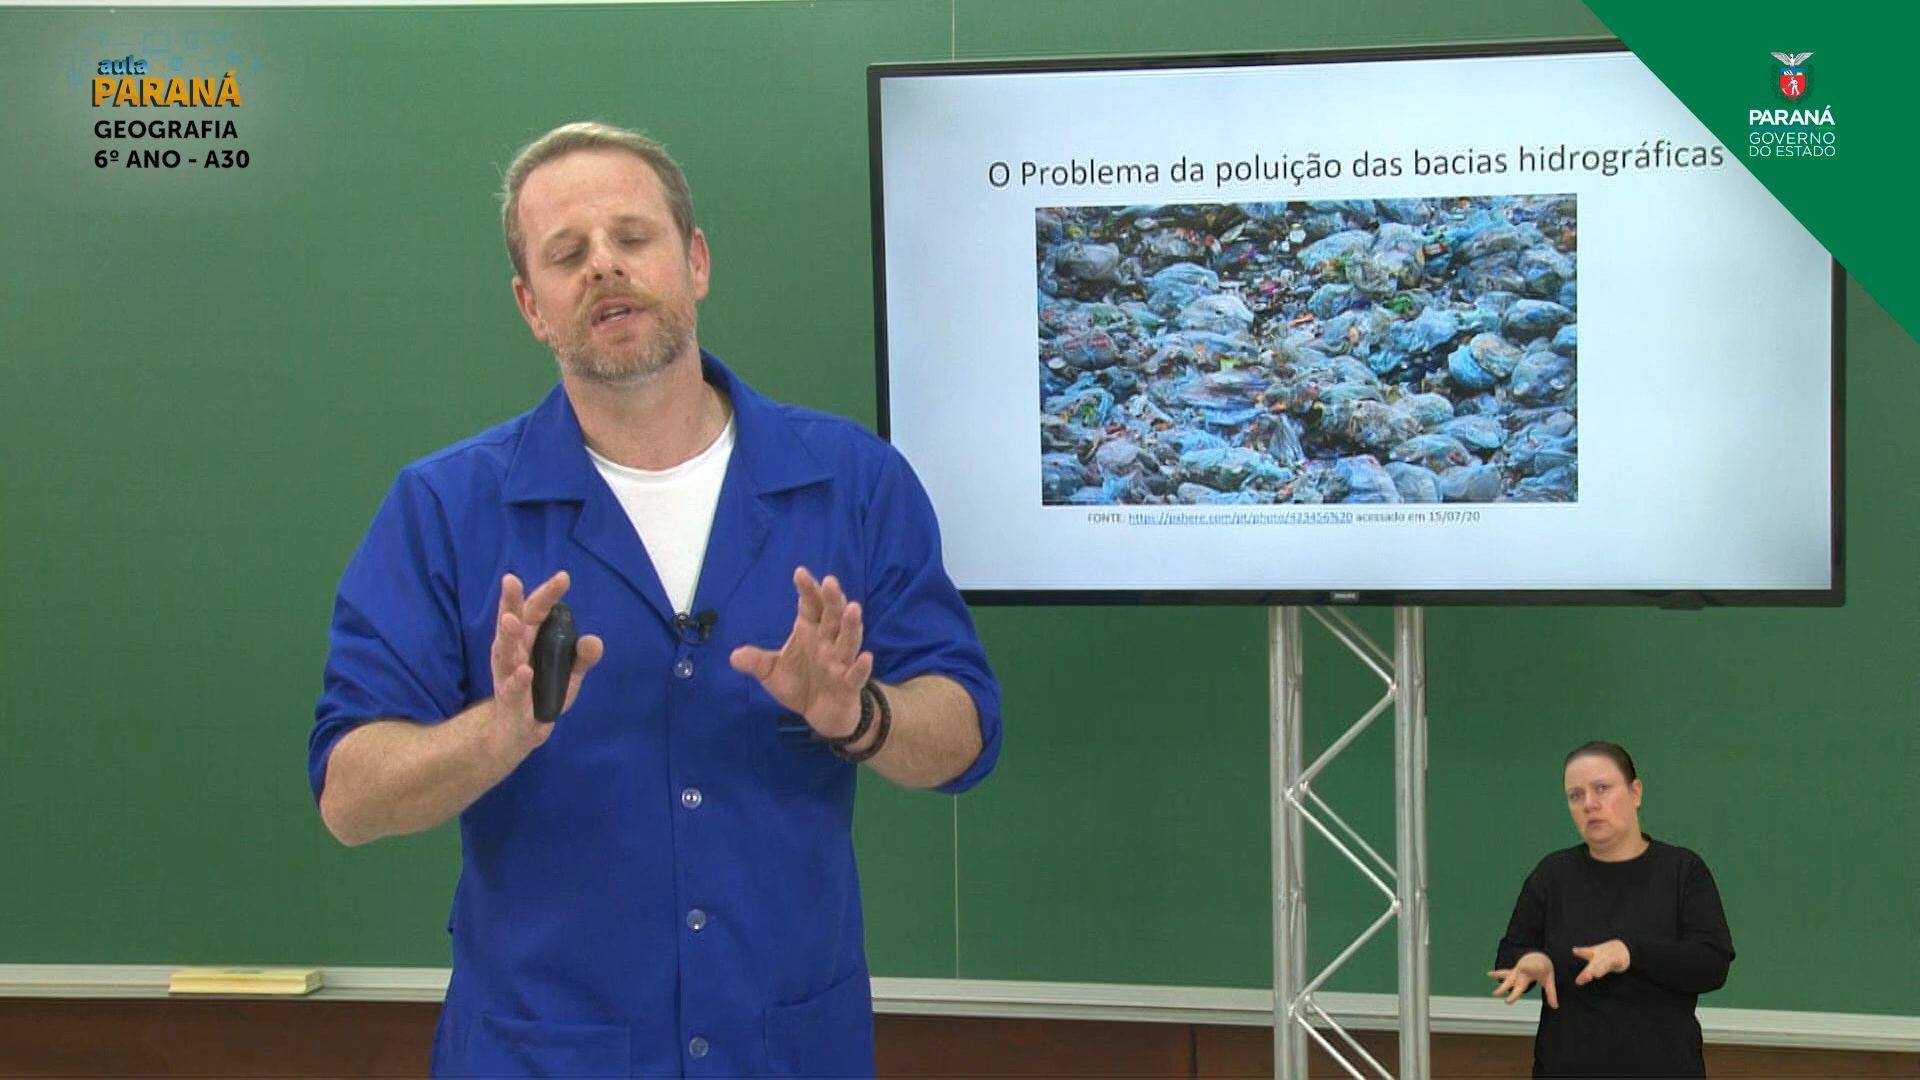 aula
PARANÁ
GEOGRAFIA
6º ANO - A30
PARANÁ
GOVERNO
DO ESTADO
O Problema da poluição das bacias hidrográficas
FONTE: https://pxhere.com/pt/photo/423456%20 acessado em 15/07/20
PHILIPS